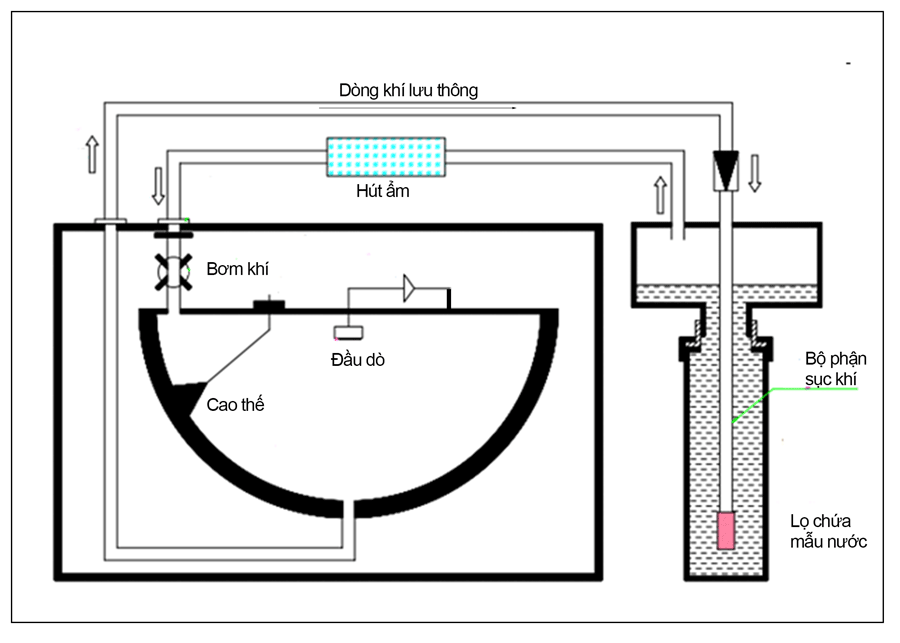 Dòng khí lưu thông
Hút ẩm
Bơm khí
Đầu dò
Cao thế
Bộ phận
sục khí
Lọ chứa
mẫu nước